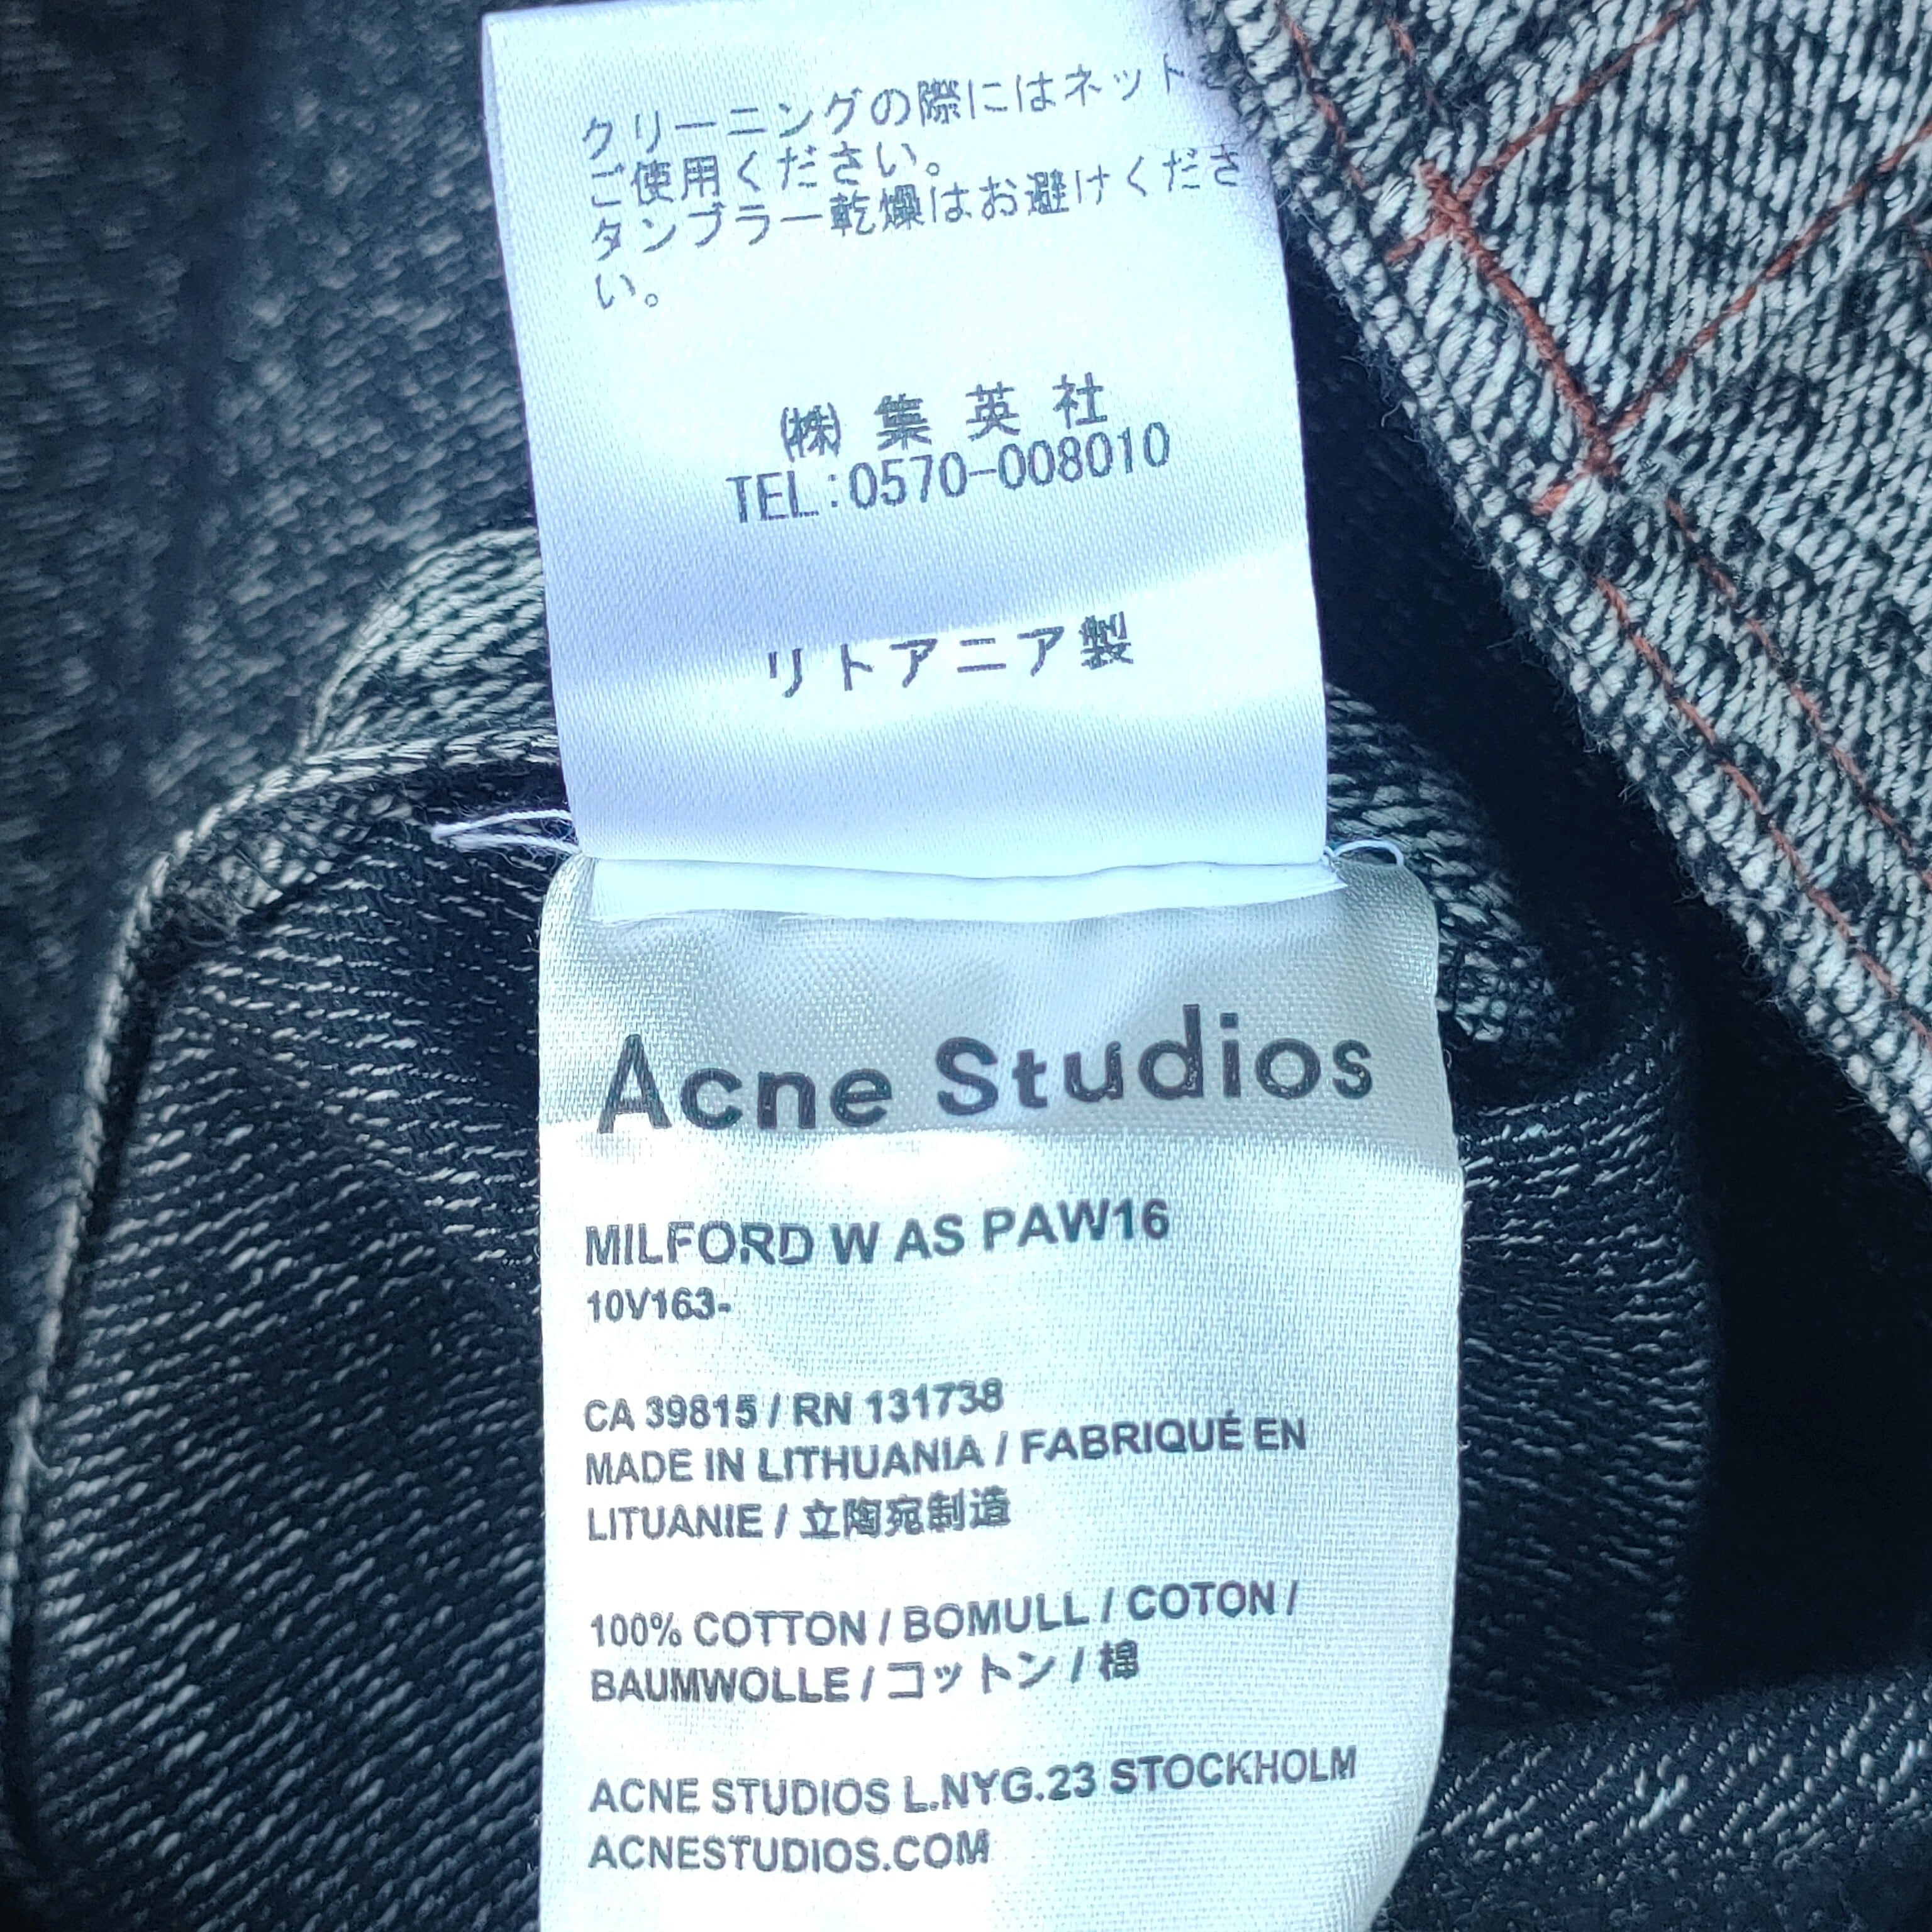 クリーニングの際にはネット
ご使用ください。
タンブラー乾燥はお避けくださ
い。
㈱ 集 英 社
TEL:0570-008010
リトアニア製
Acne Studios
MILFORD W AS PAW16
10V163-
CA 39815 / RN 131738
MADE IN LITHUANIA / FABRIQUÉ EN
LITUANIE / 立陶宛制造
100% COTTON / BOMULL / COTON /
BAUMWOLLE / コットン / 棉
ACNE STUDIOS L.NYG.23 STOCKHOLM
ACNESTUDIOS.COM